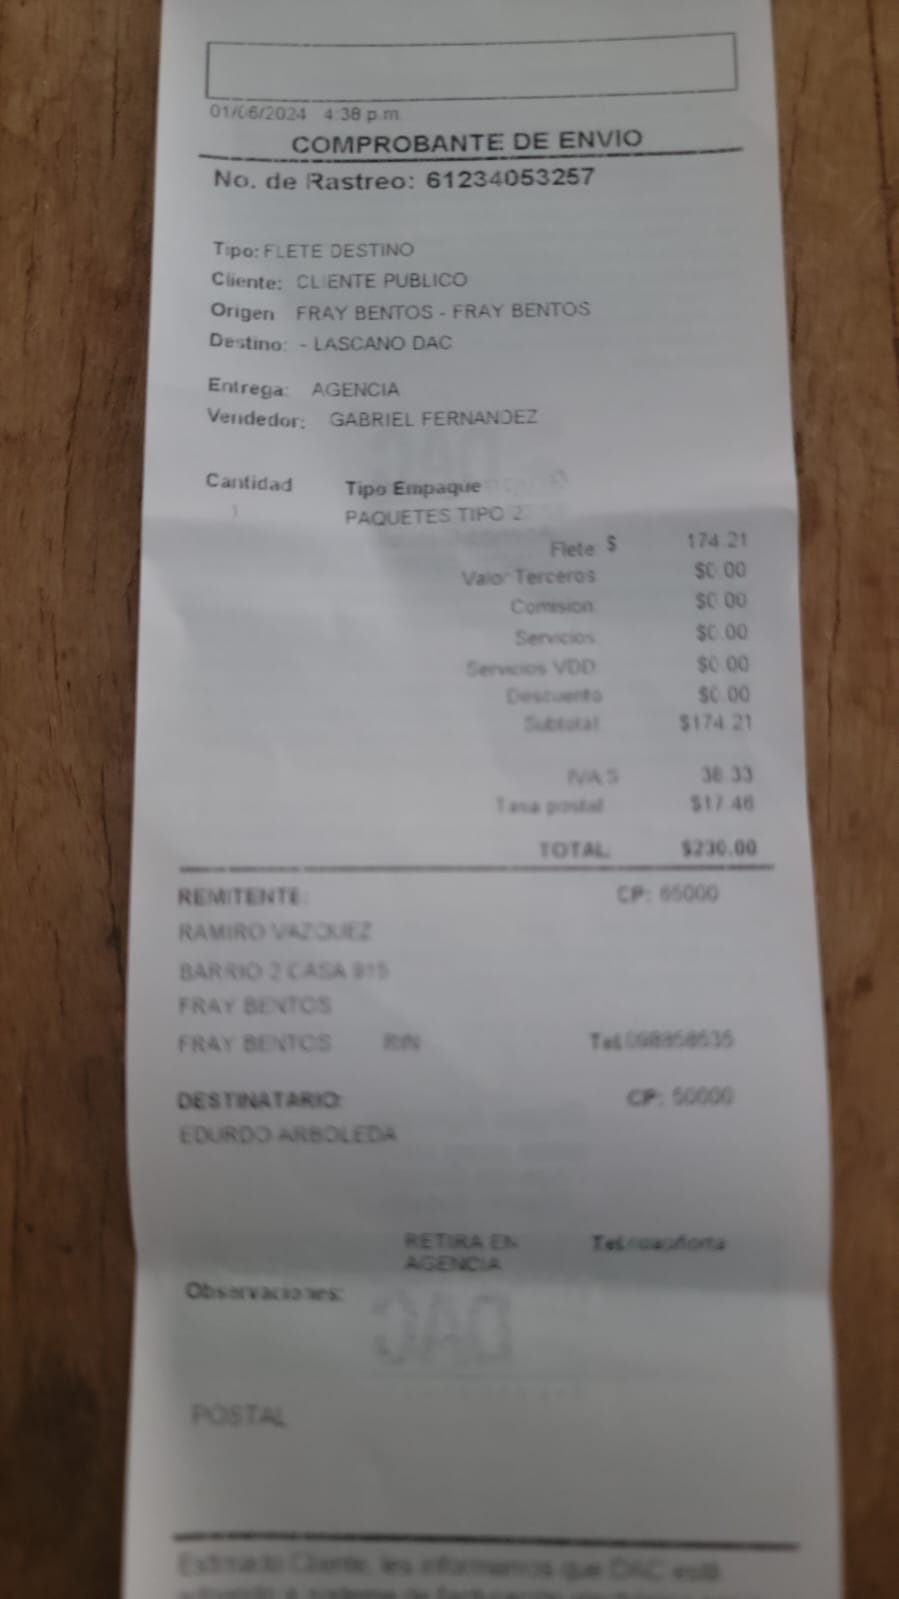 01/06/2024 4:38 p.m.
COMPROBANTE DE ENVIO
No. de Rastreo: 61234053257
Tipo: FLETE DESTINO
Cliente: CLIENTE PUBLICO
Origen FRAY BENTOS - FRAY BENTOS
Destino: - LASCANO DAC
Entrega: AGENCIA
Vendedor: GABRIEL FERNANDEZ
Cantidad Tipo Empaque
1 PAQUETES TIPO 2
Flete: $ 174.21
Valor Terceros $0.00
Comision: $0.00
Servicios $0.00
Servicios VDD $0.00
Descuento $0.00
Subtotal: $174.21
IVA $ 38.33
Tasa postal $17.46
TOTAL: $230.00
REMITENTE: CP: 65000
RAMIRO VAZQUEZ
BARRIO 2 CASA 915
FRAY BENTOS
FRAY BENTOS RIN Tel.
DESTINATARIO: CP: 50000
EDURDO ARBOLEDA
RETIRA EN Tel.
AGENCIA
Observaciones:
DAC
POSTAL
Estimado Cliente, les informamos que DAC está